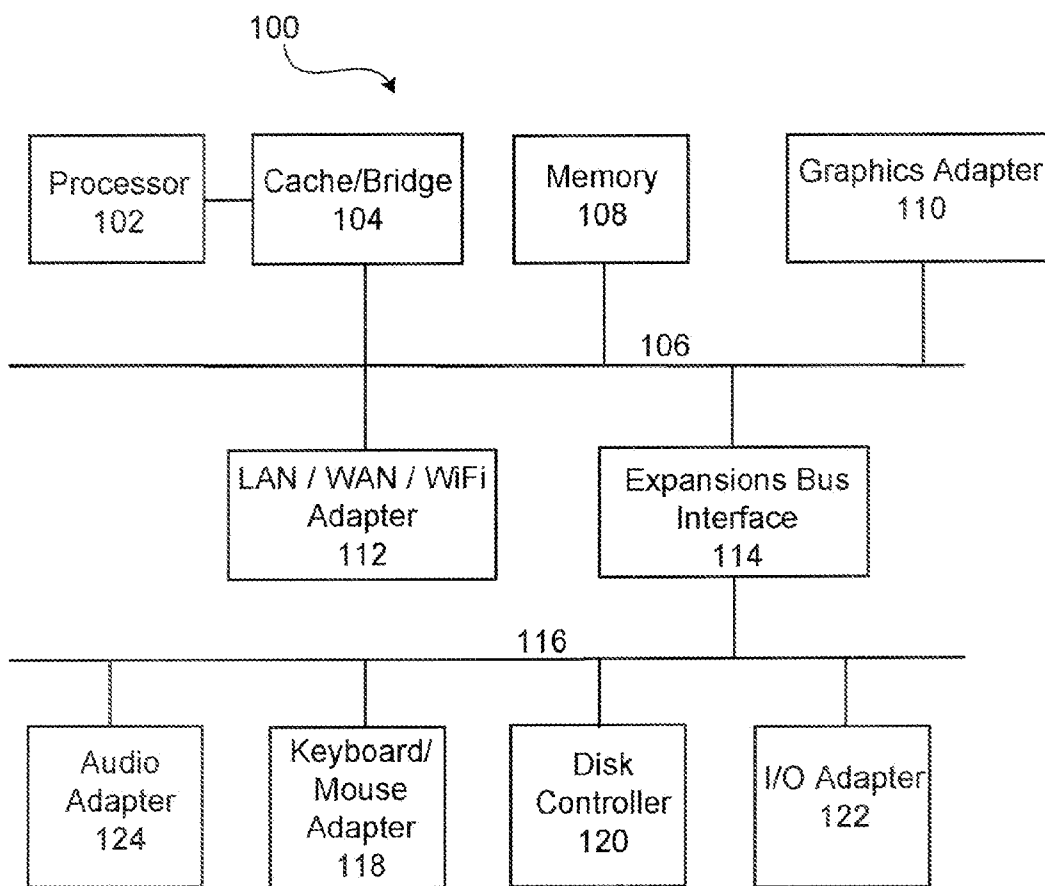 100
Processor
102
Cache/Bridge
104
Memory
108
Graphics Adapter
110
106
LAN / WAN / WiFi
Adapter
112
Expansions Bus
Interface
114
116
Audio
Adapter
124
Keyboard/
Mouse
Adapter
118
Disk
Controller
120
I/O Adapter
122